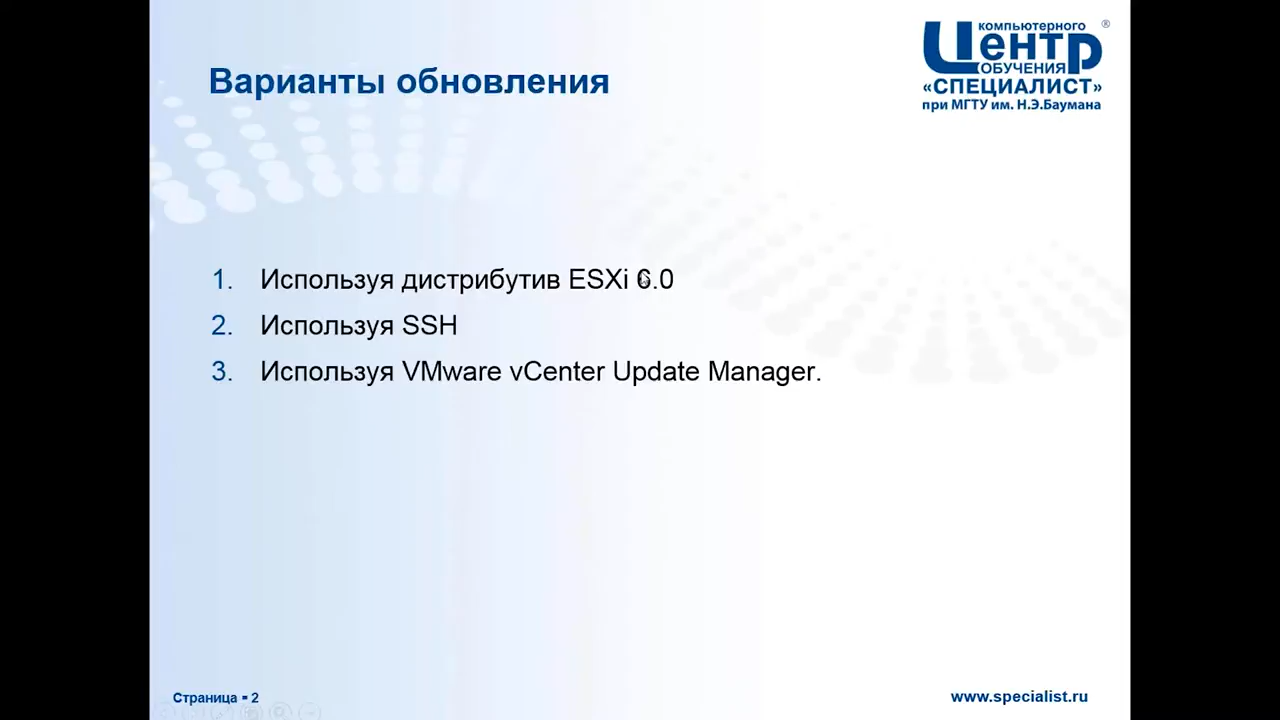 Варианты обновления
компьютерного ®
Центр
ОБУЧЕНИЯ
«СПЕЦИАЛИСТ»
при МГТУ им. Н.Э.Баумана
1. Используя дистрибутив ESXi 6.0
2. Используя SSH
3. Используя VMware vCenter Update Manager.
Страница ▪ 2
www.specialist.ru